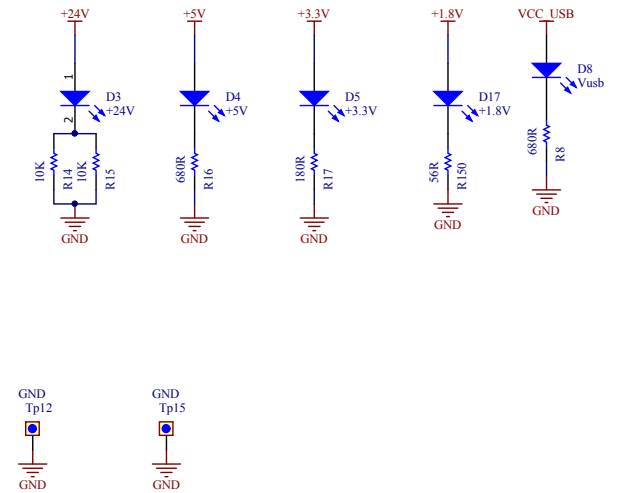 +24V
+5V
+3.3V
+1.8V
VCC_USB
1
D3
+24V
2
D4
+5V
D5
+3.3V
D17
+1.8V
D8
Vusb
10K
R14
10K
R15
680R
R16
180R
R17
56R
R150
680R
R8
GND
GND
GND
GND
GND
GND
Tp12
GND
GND
Tp15
GND